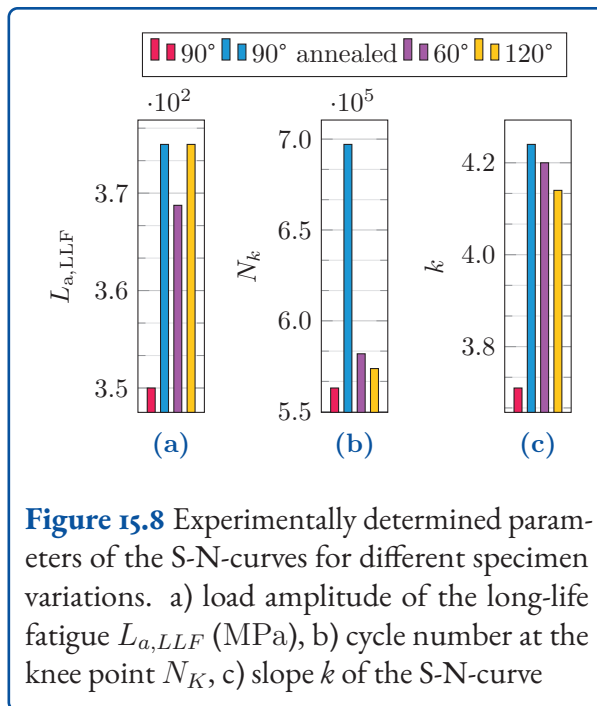 90° 90° annealed 60° 120°
·10² ·10⁵
7.0
4.2
3.7
6.5
4.0
L_{a,LLF} N_k k
3.6
6.0
3.8
3.5
5.5
(a) (b) (c)
Figure 15.8 Experimentally determined param-
eters of the S-N-curves for different specimen
variations. a) load amplitude of the long-life
fatigue L_{a,LLF} (MPa), b) cycle number at the
knee point N_K, c) slope k of the S-N-curve